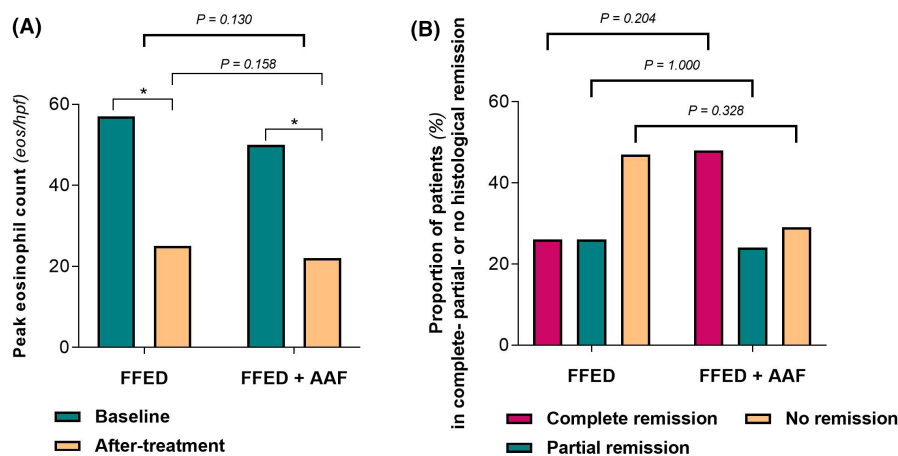 (A)
P = 0.130
P = 0.158
*
*
Peak eosinophil count (eos/hpf)
60
40
20
0
FFED
FFED + AAF
Baseline
After-treatment
(B)
P = 0.204
P = 1.000
P = 0.328
Proportion of patients (%)
in complete- partial- or no histological remission
60
40
20
0
FFED
FFED + AAF
Complete remission
No remission
Partial remission